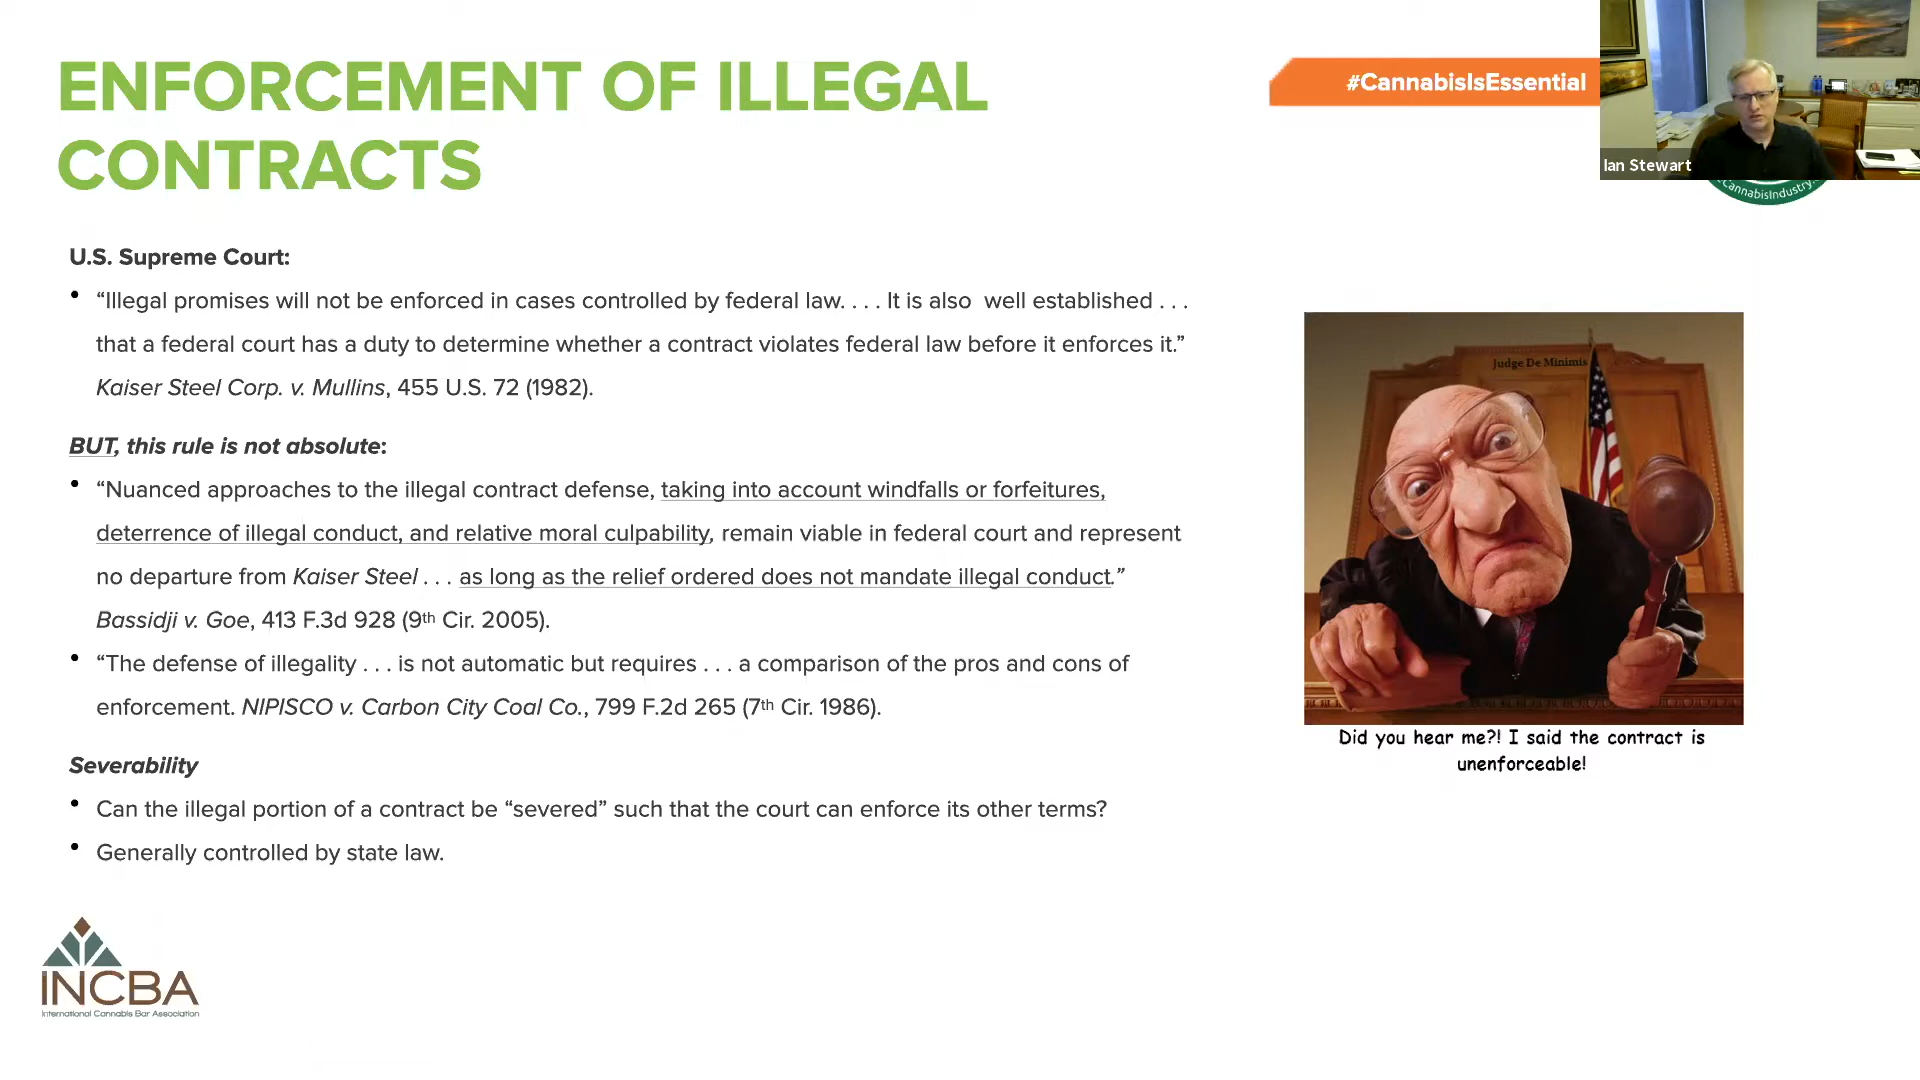 ENFORCEMENT OF ILLEGAL
CONTRACTS
#CannabisIsEssential
Ian Stewart
CannabisIndustry
U.S. Supreme Court:
• “Illegal promises will not be enforced in cases controlled by federal law. . . . It is also  well established . . .
that a federal court has a duty to determine whether a contract violates federal law before it enforces it.”
Kaiser Steel Corp. v. Mullins, 455 U.S. 72 (1982).
BUT, this rule is not absolute:
• “Nuanced approaches to the illegal contract defense, taking into account windfalls or forfeitures,
deterrence of illegal conduct, and relative moral culpability, remain viable in federal court and represent
no departure from Kaiser Steel . . . as long as the relief ordered does not mandate illegal conduct.”
Bassidji v. Goe, 413 F.3d 928 (9th Cir. 2005).
• “The defense of illegality . . . is not automatic but requires . . . a comparison of the pros and cons of
enforcement. NIPISCO v. Carbon City Coal Co., 799 F.2d 265 (7th Cir. 1986).
Severability
• Can the illegal portion of a contract be “severed” such that the court can enforce its other terms?
• Generally controlled by state law.
Judge De Minimis
Did you hear me?! I said the contract is
unenforceable!
INCBA
International Cannabis Bar Association